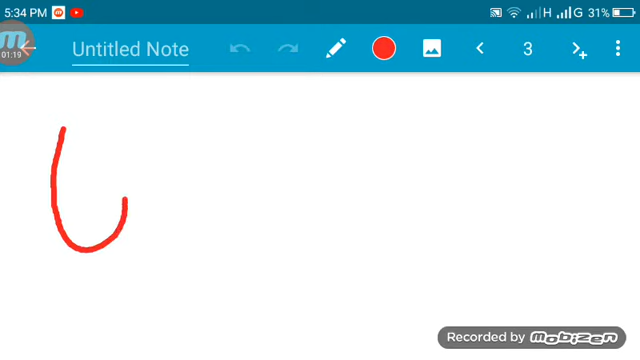 5:34 PM H G 31%
01:19 Untitled Note 3
Recorded by Mobizen